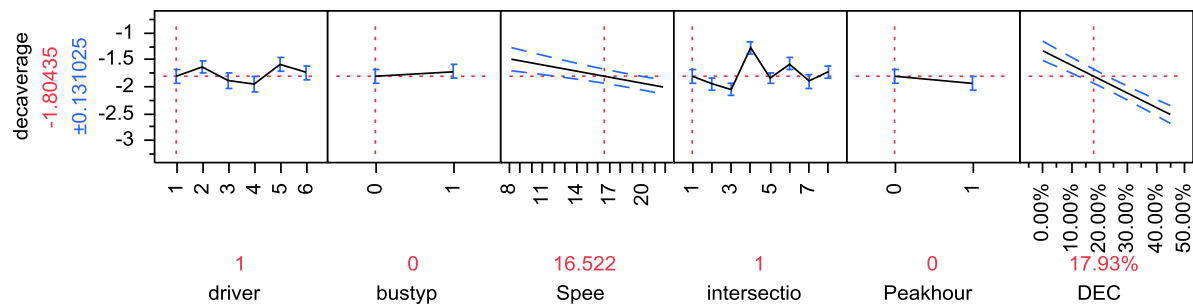 decaverage
-1.80435
±0.131025
-1
-1.5
-2
-2.5
-3
1 2 3 4 5 6
0 1
8 11 14 17 20
1 3 5 7
0 1
0.00% 10.00% 20.00% 30.00% 40.00% 50.00%
1 0 16.522 1 0 17.93%
driver bustyp Spee intersectio Peakhour DEC